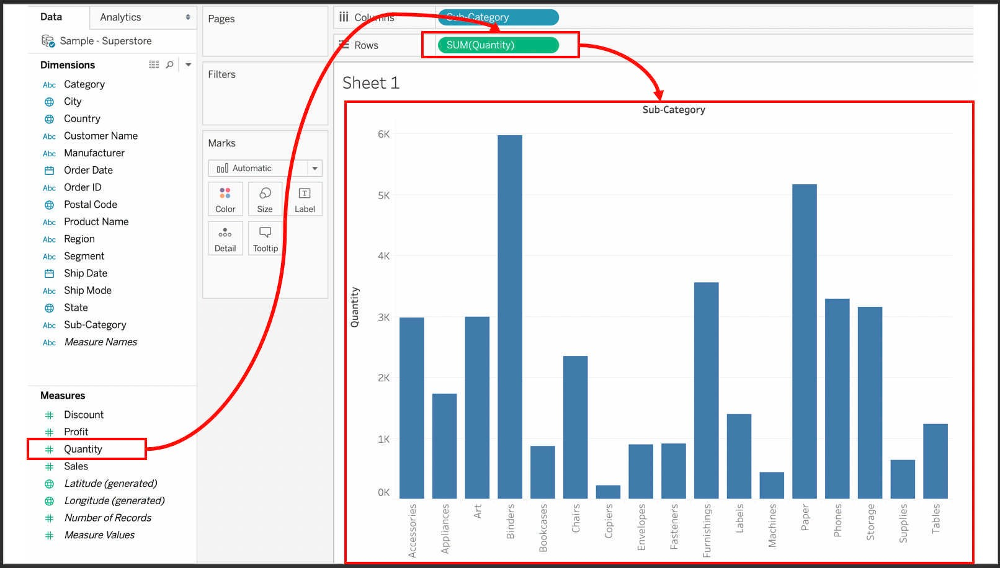 Data
Analytics
Sample - Superstore
Dimensions
Abc Category
City
Country
Abc Customer Name
Abc Manufacturer
Order Date
Abc Order ID
Postal Code
Abc Product Name
Abc Region
Abc Segment
Ship Date
Abc Ship Mode
State
Abc Sub-Category
Abc Measure Names
Measures
Discount
Profit
Quantity
Sales
Latitude (generated)
Longitude (generated)
Number of Records
Measure Values
Pages
Filters
Marks
Automatic
Color
Size
T
Label
Detail
Tooltip
Columns
Sub-Category
Rows
SUM(Quantity)
Sheet 1
Sub-Category
Quantity
6K
5K
4K
3K
2K
1K
0K
Accessories
Appliances
Art
Binders
Bookcases
Chairs
Copiers
Envelopes
Fasteners
Furnishings
Labels
Machines
Paper
Phones
Storage
Supplies
Tables